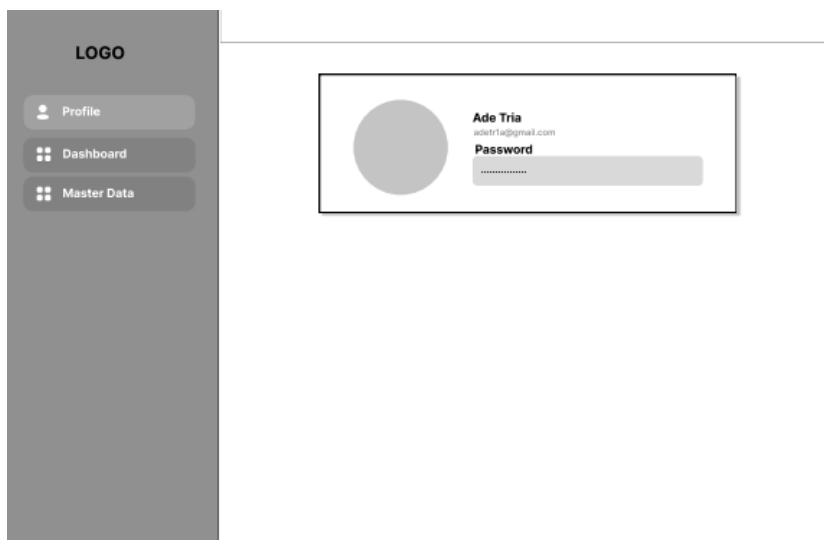 LOGO
Profile
Dashboard
Master Data
Ade Tria
adetr1a@gmail.com
Password
................